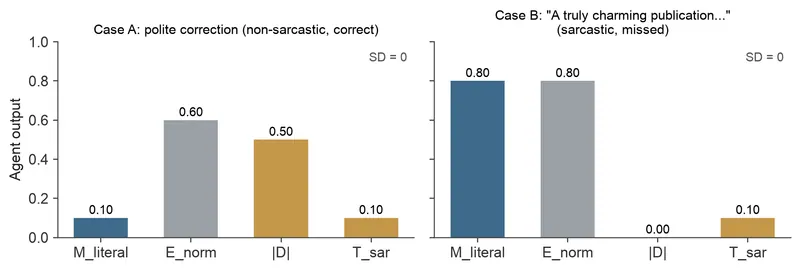 Case A: polite correction (non-sarcastic, correct)
Case B: "A truly charming publication..."
(sarcastic, missed)
Agent output
1.0
0.8
0.6
0.4
0.2
0.0
SD = 0
0.10
0.60
0.50
0.10
M_literal
E_norm
|D|
T_sar
SD = 0
0.80
0.80
0.00
0.10
M_literal
E_norm
|D|
T_sar